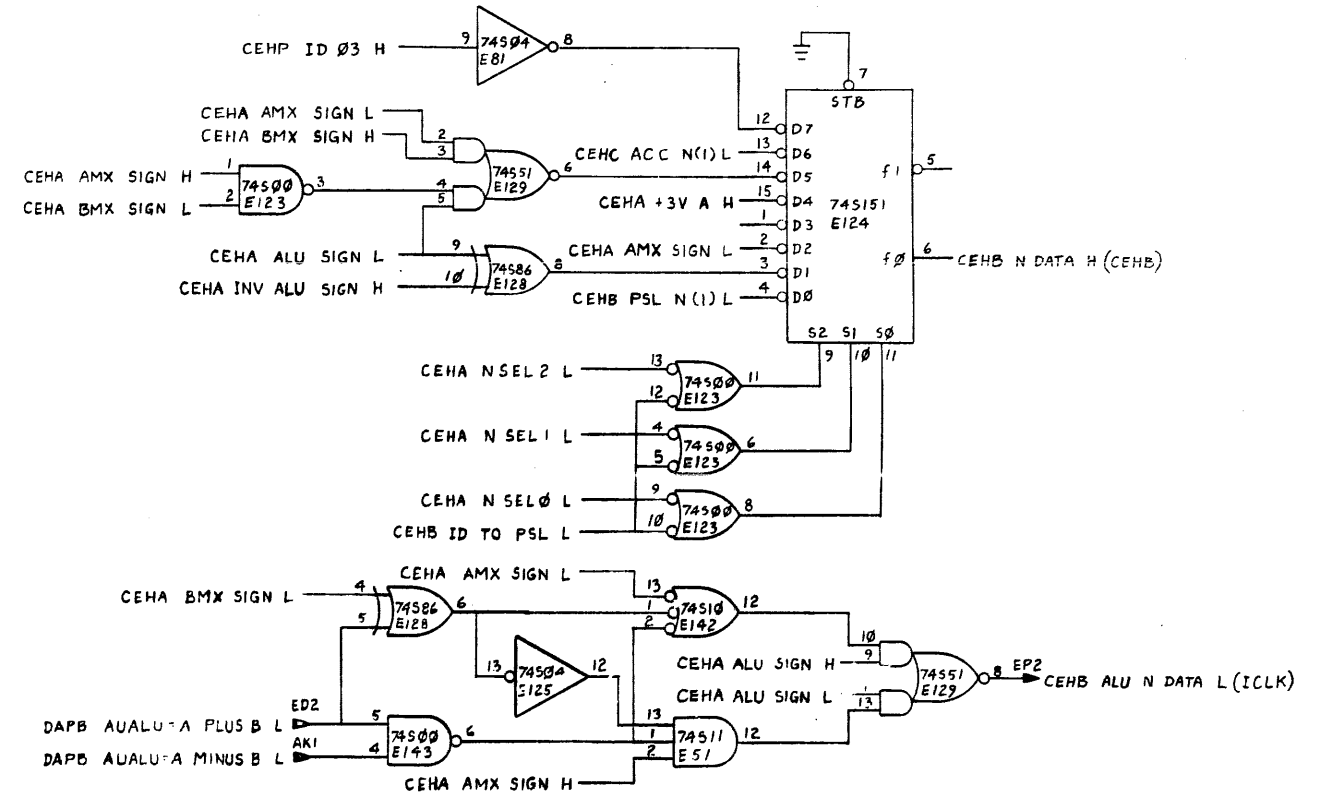 CEHP ID Ø3 H
9
74SØ4
E81
8
7
STB
CEHA AMX SIGN L
CEHA BMX SIGN H
2
3
CEHA AMX SIGN H
1
CEHA BMX SIGN L
2
74SØØ
E123
3
4
5
74S51
E129
6
12 D7
CEHC ACC N(1) L 13 D6
14 D5
CEHA +3V A H 15 D4
1 D3
CEHA AMX SIGN L 2 D2
3 D1
CEHB PSL N(1) L 4 DØ
74S151
E124
f1 5
fØ 6 CEHB N DATA H (CEHB)
S2 S1 SØ
9 1Ø 11
CEHA ALU SIGN L
9
CEHA INV ALU SIGN H
1Ø
74S86
E128
8
CEHA NSEL2 L
13
12
74SØØ
E123
11
CEHA N SEL1 L
4
5
74SØØ
E123
6
CEHA N SELØ L
9
CEHB ID TO PSL L
1Ø
74SØØ
E123
8
CEHA AMX SIGN L
13
1
2
74S1Ø
E142
12
CEHA BMX SIGN L
4
5
74S86
E128
6
13
74SØ4
E125
12
DAPB AUALU=A PLUS B L
ED2
5
DAPB AUALU=A MINUS B L
AK1
4
74SØØ
E143
6
13
1
2
74S11
E51
12
CEHA AMX SIGN H
1Ø
CEHA ALU SIGN H
9
CEHA ALU SIGN L
1
13
74S51
E129
8
EP2
CEHB ALU N DATA L (ICLK)